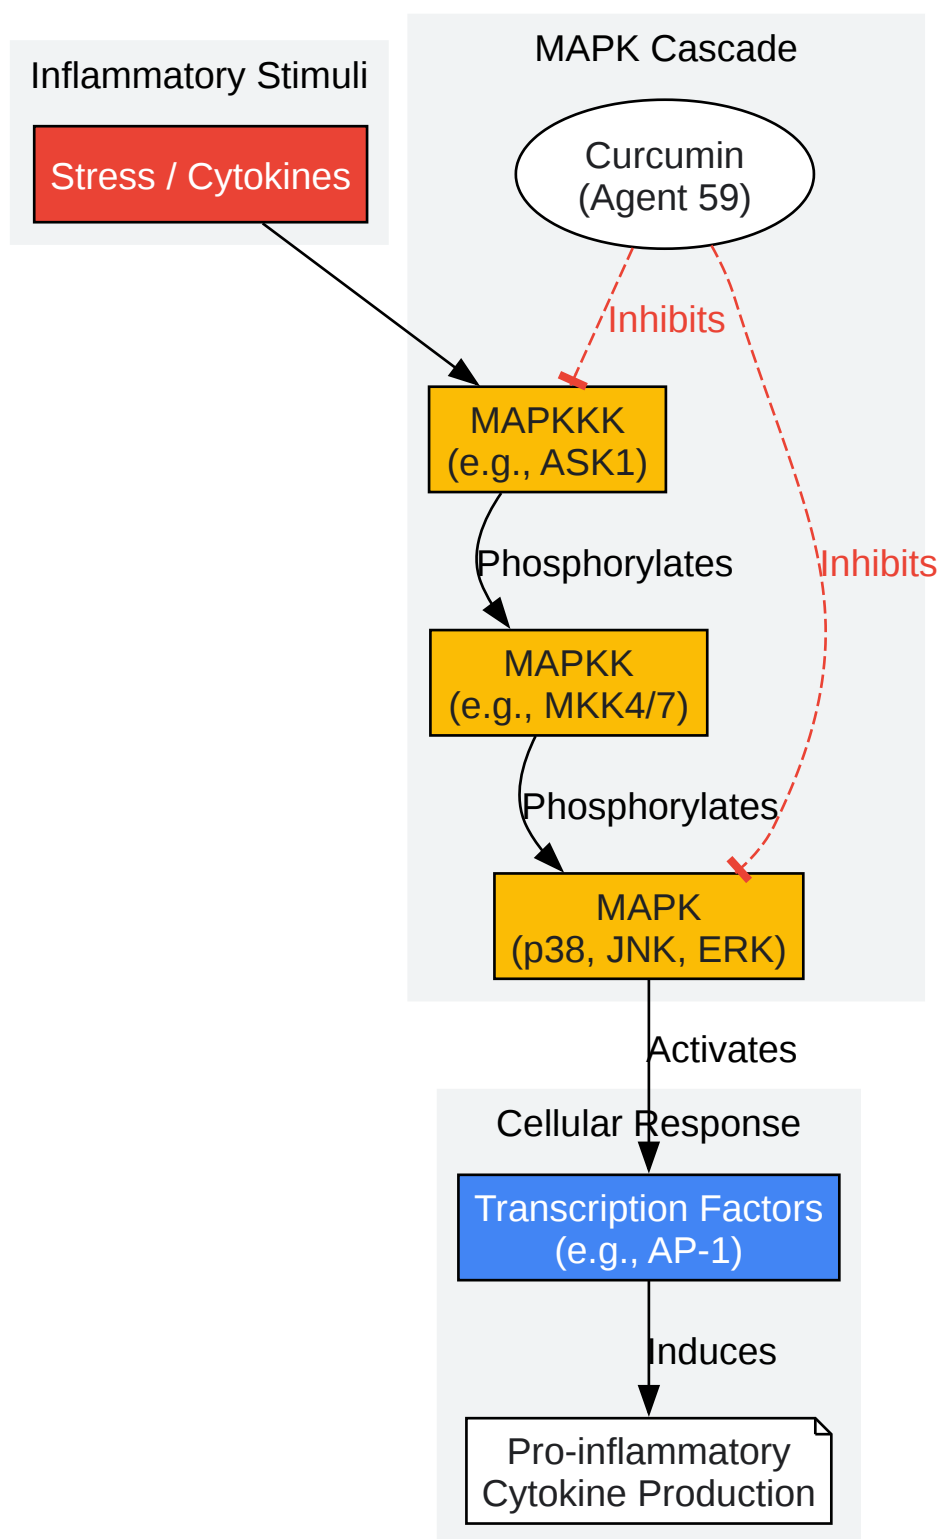 MAPK Cascade
Inflammatory Stimuli
Stress / Cytokines
Curcumin
(Agent 59)
Inhibits
MAPKKK
(e.g., ASK1)
Phosphorylates
Inhibits
MAPKK
(e.g., MKK4/7)
Phosphorylates
MAPK
(p38, JNK, ERK)
Activates
Cellular Response
Transcription Factors
(e.g., AP-1)
Induces
Pro-inflammatory
Cytokine Production